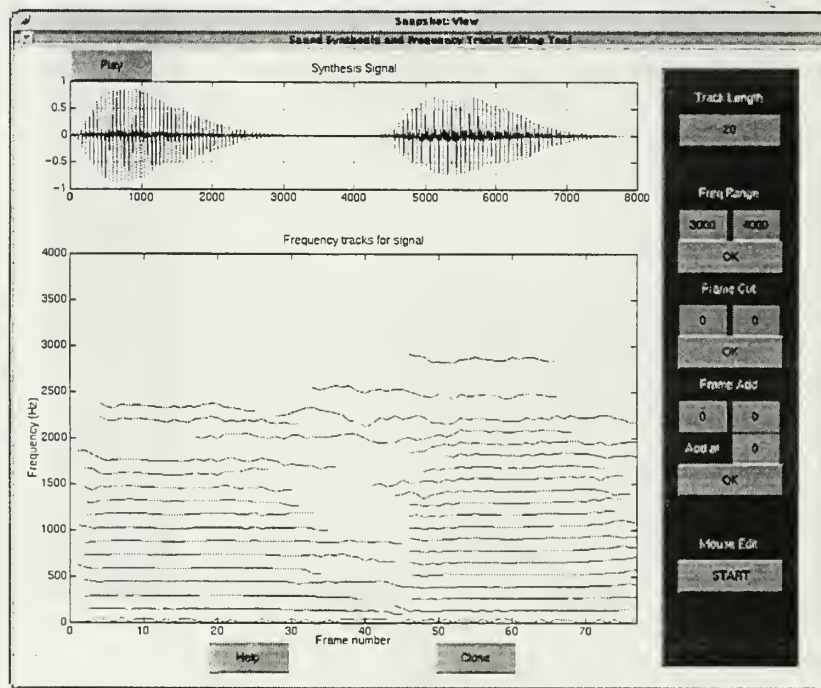 Snapshot: View
Sound Synthesis and Frequency Tracks Editing Tool
Play
Synthesis Signal
1
0.5
0
-0.5
-1
0 1000 2000 3000 4000 5000 6000 7000 8000
Frequency tracks for signal
4000
3500
3000
2500
2000
1500
1000
500
0
Frequency (Hz)
0 10 20 30 40 50 60 70
Frame number
Help Close
Track Length
20
Freq Range
3000 4000
OK
Frame Cut
0 0
OK
Frame Add
0 0
Add at 0
OK
Mouse Edit
START